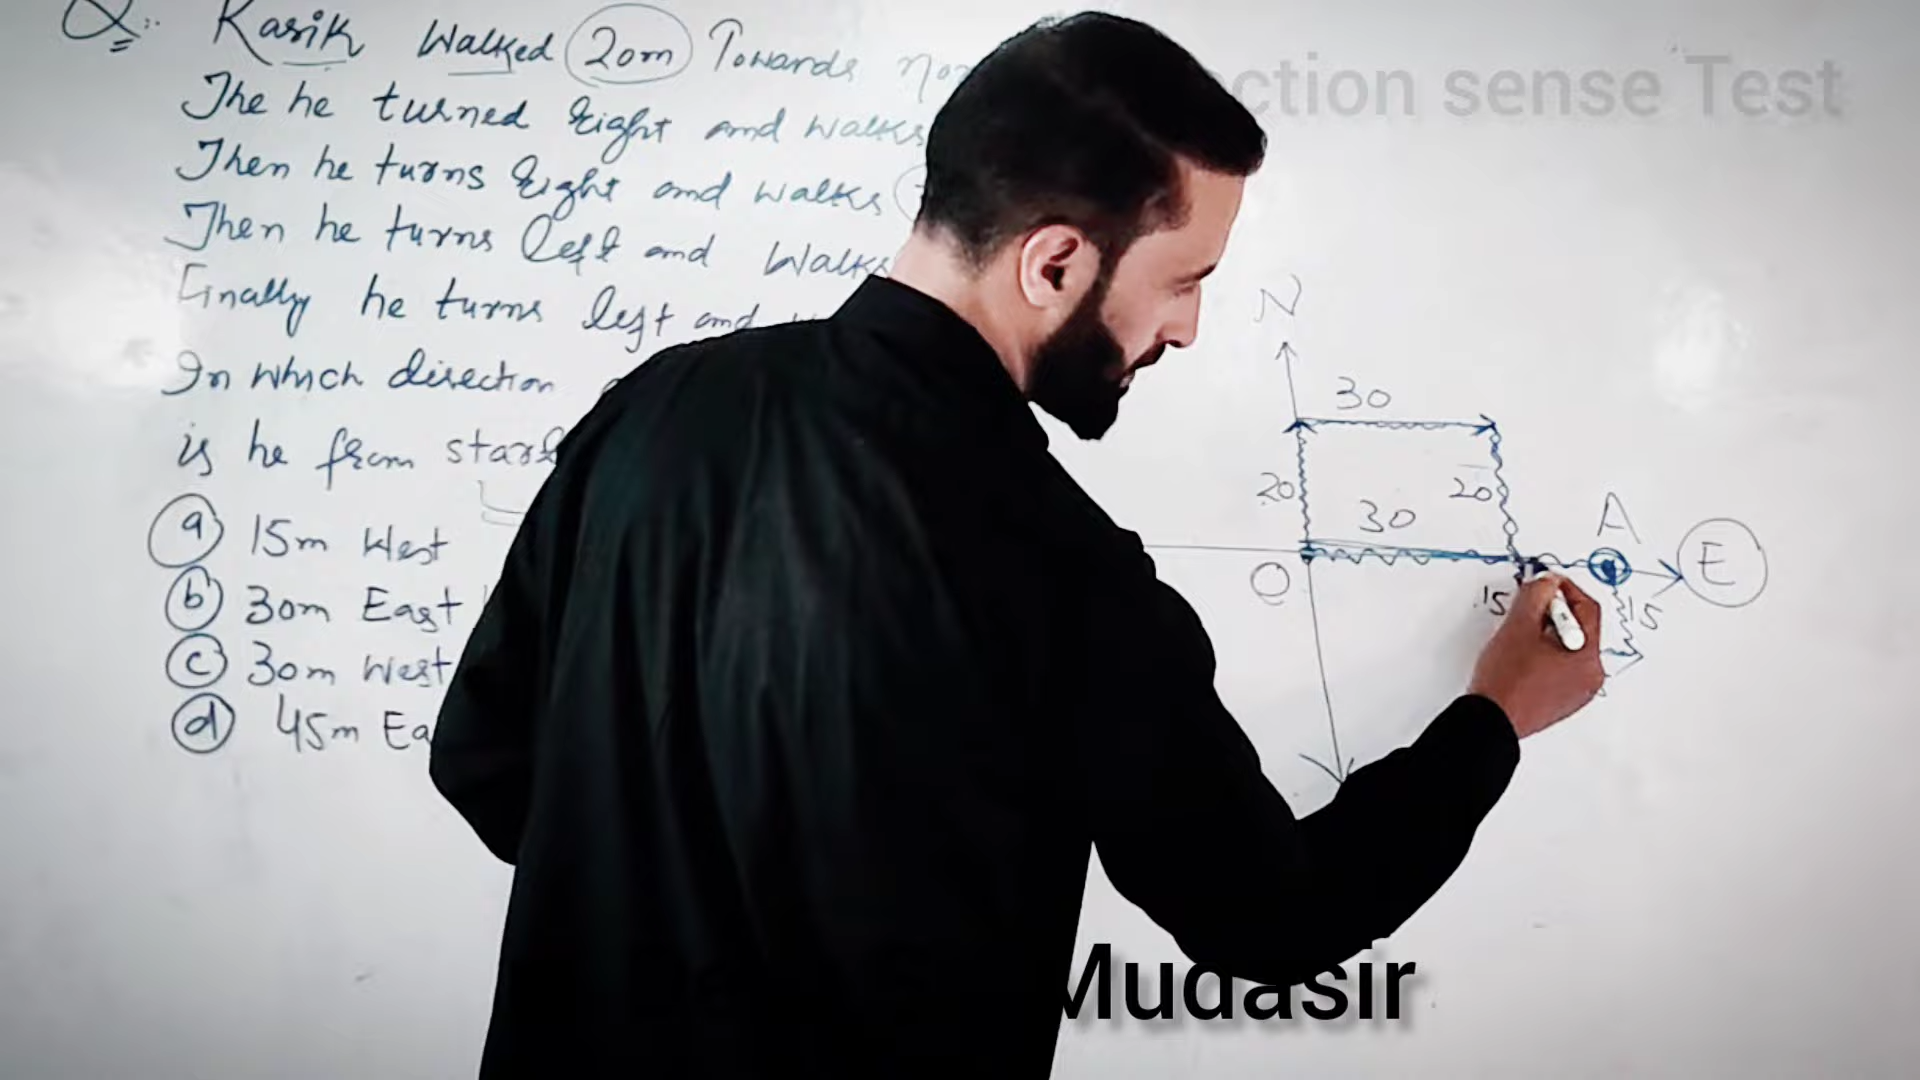 Q:- Rasik Walked 20m Towards nor
The he turned Right and walks
Then he turns Right and walks
Then he turns left and Walks
Finally he turns left and
In which direction
is he from start
a 15m West
b 30m East
c 30m West
d 45m Ea
ction sense Test
N
30
20
20
30
A
E
O
15
15
Mudasir